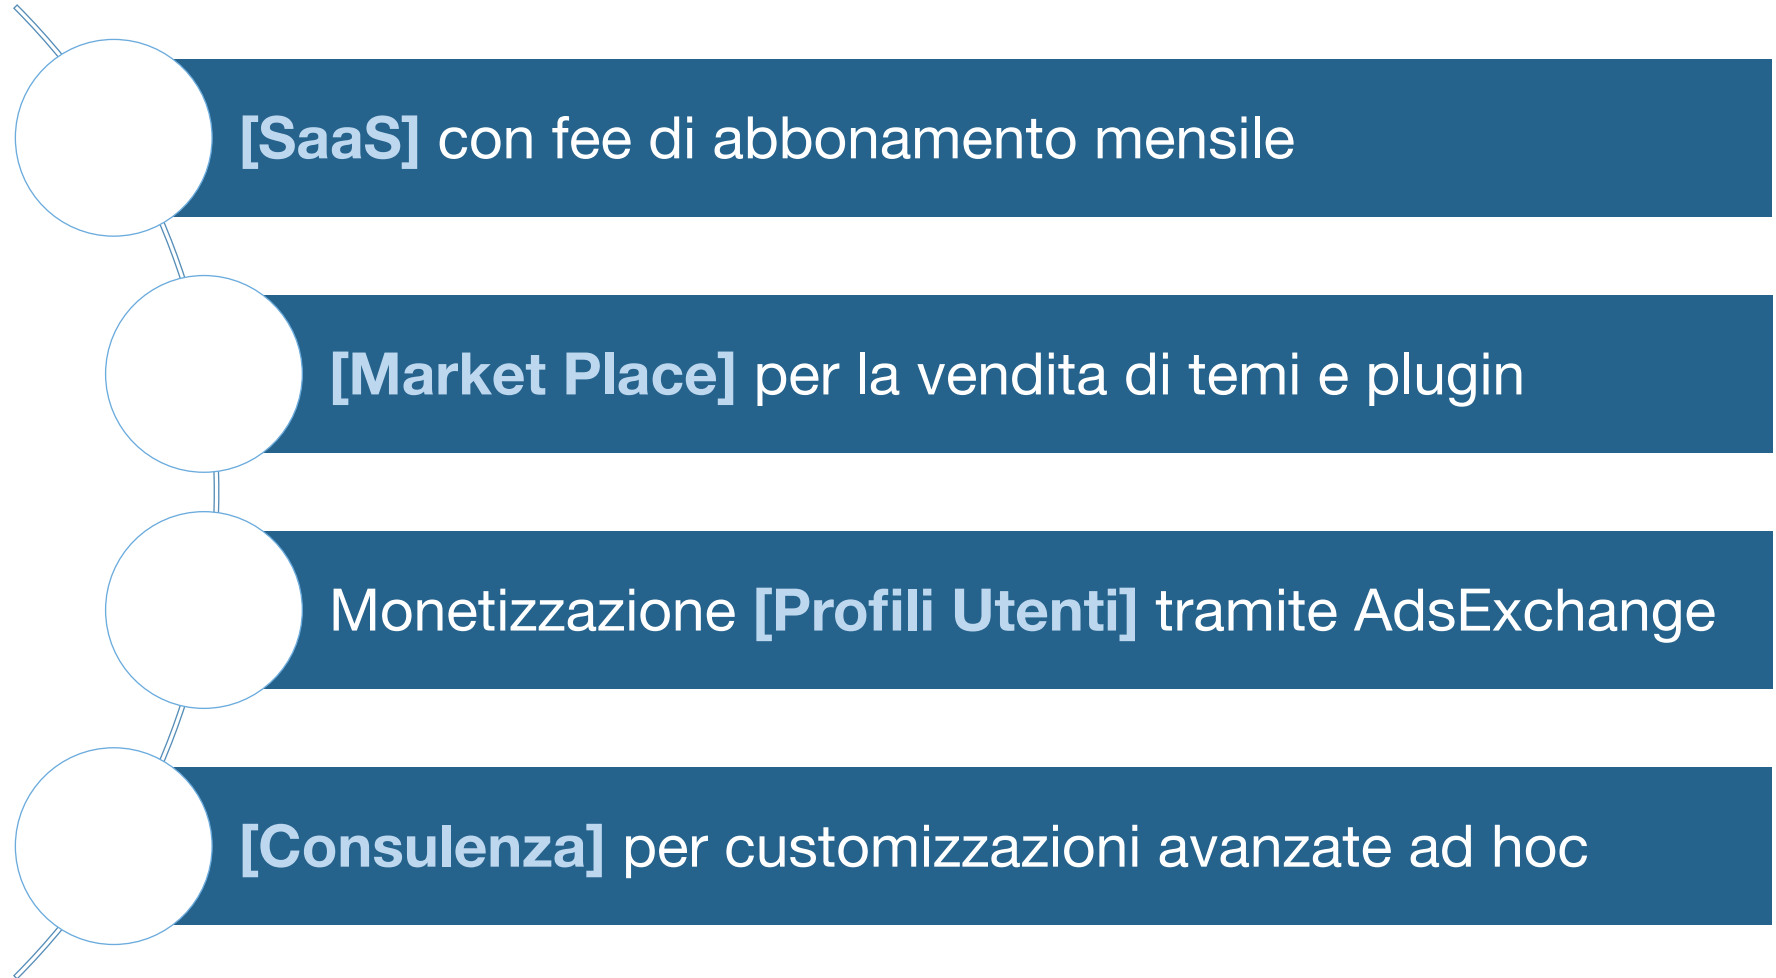 [SaaS] con fee di abbonamento mensile
[Market Place] per la vendita di temi e plugin
Monetizzazione [Profili Utenti] tramite AdsExchange
[Consulenza] per customizzazioni avanzate ad hoc